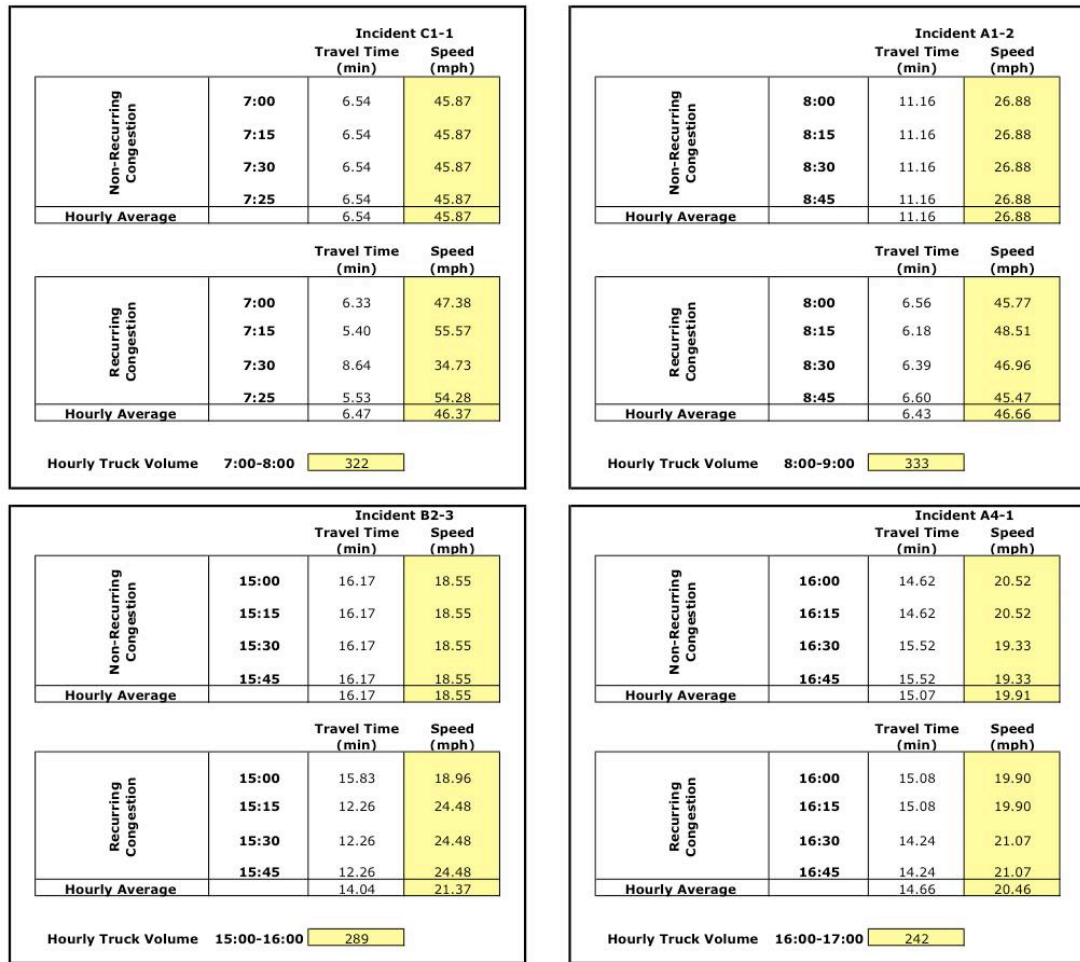 Incident C1-1
Travel Time Speed
(min) (mph)
Non-Recurring
Congestion
7:00 6.54 45.87
7:15 6.54 45.87
7:30 6.54 45.87
7:25 6.54 45.87
Hourly Average 6.54 45.87
Travel Time Speed
(min) (mph)
Recurring
Congestion
7:00 6.33 47.38
7:15 5.40 55.57
7:30 8.64 34.73
7:25 5.53 54.28
Hourly Average 6.47 46.37
Hourly Truck Volume 7:00-8:00 322
Incident A1-2
Travel Time Speed
(min) (mph)
Non-Recurring
Congestion
8:00 11.16 26.88
8:15 11.16 26.88
8:30 11.16 26.88
8:45 11.16 26.88
Hourly Average 11.16 26.88
Travel Time Speed
(min) (mph)
Recurring
Congestion
8:00 6.56 45.77
8:15 6.18 48.51
8:30 6.39 46.96
8:45 6.60 45.47
Hourly Average 6.43 46.66
Hourly Truck Volume 8:00-9:00 333
Incident B2-3
Travel Time Speed
(min) (mph)
Non-Recurring
Congestion
15:00 16.17 18.55
15:15 16.17 18.55
15:30 16.17 18.55
15:45 16.17 18.55
Hourly Average 16.17 18.55
Travel Time Speed
(min) (mph)
Recurring
Congestion
15:00 15.83 18.96
15:15 12.26 24.48
15:30 12.26 24.48
15:45 12.26 24.48
Hourly Average 14.04 21.37
Hourly Truck Volume 15:00-16:00 289
Incident A4-1
Travel Time Speed
(min) (mph)
Non-Recurring
Congestion
16:00 14.62 20.52
16:15 14.62 20.52
16:30 15.52 19.33
16:45 15.52 19.33
Hourly Average 15.07 19.91
Travel Time Speed
(min) (mph)
Recurring
Congestion
16:00 15.08 19.90
16:15 15.08 19.90
16:30 14.24 21.07
16:45 14.24 21.07
Hourly Average 14.66 20.46
Hourly Truck Volume 16:00-17:00 242